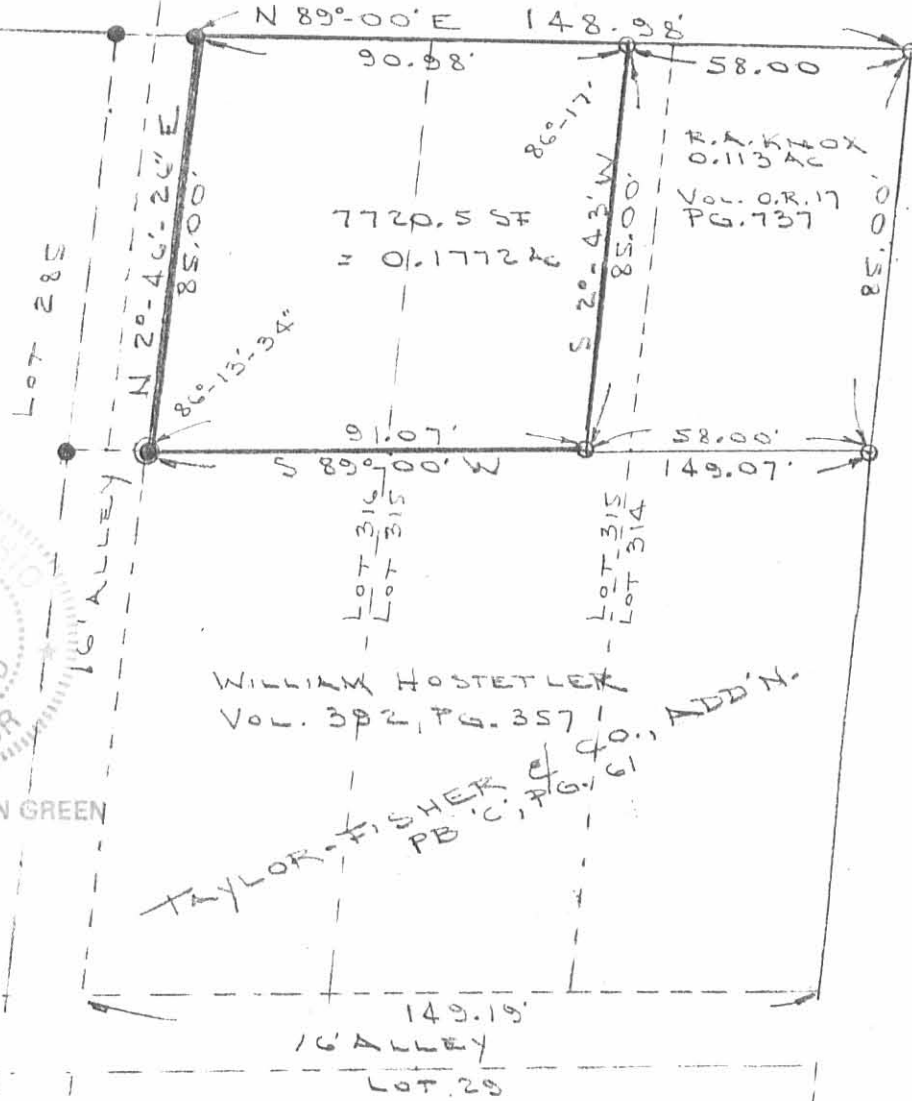 N 89°-00' E 148.98'
90.98'
58.00
86°-17'
R.A. KNOX
0.113 AC
VOL. O.R. 17
PG. 737
N 2°-46'-26" E
85.00'
7720.5 SF
= 0.1772 AC
S 2°-43' W
85.00'
85.00'
LOT 285
86°-13'-34"
91.07'
58.00'
S 89°-00' W
149.07'
16' ALLEY
LOT 316
LOT 315
LOT 315
LOT 314
WILLIAM HOSTETLER
VOL. 392, PG. 357
TAYLOR-FISHER & CO., ADD'N.
PB 'C', PG. 61
N GREEN
149.19'
16' ALLEY
LOT 29